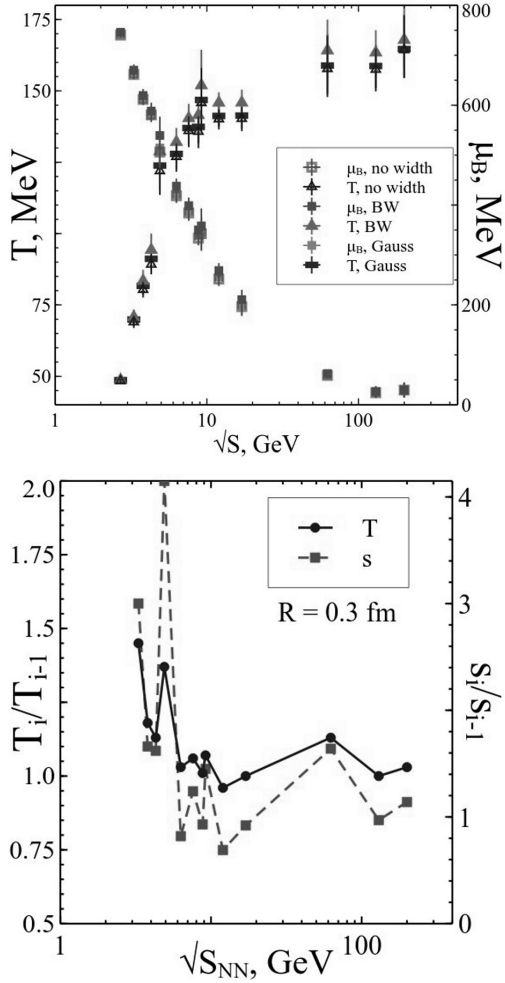 175
150
75
50
T, MeV
800
600
400
200
0
μB, MeV
μB, no width
T, no width
μB, BW
T, BW
μB, Gauss
T, Gauss
1
10
100
√S, GeV
2.0
1.75
1.5
1.0
0.75
0.5
Ti/Ti-1
4
3
1
0
si/si-1
T
s
R = 0.3 fm
1
100
√SNN, GeV